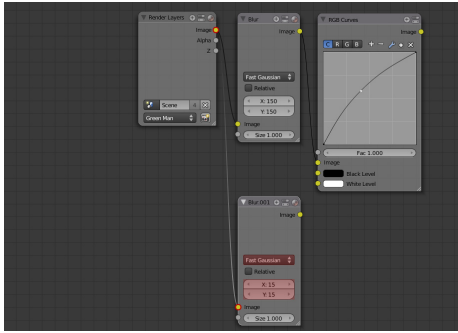 Render Layers
Image
Alpha
Z
Scene
Green Man
Blur
Image
Fast Gaussian
Relative
X: 150
Y: 150
Image
Size 1.000
RGB Curves
Image
C R G B
Fac 1.000
Image
Black Level
White Level
Blur.001
Image
Fast Gaussian
Relative
X: 15
Y: 15
Image
Size 1.000